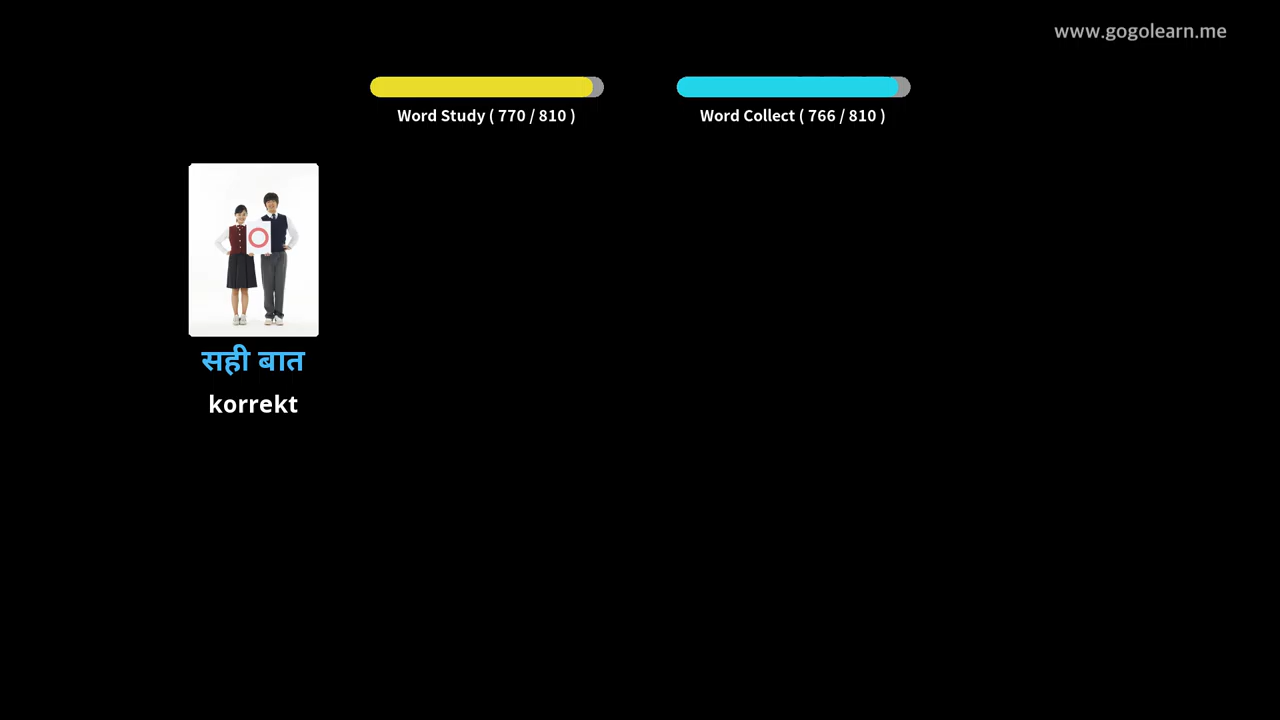 www.gogolearn.me
Word Study ( 770 / 810 )
Word Collect ( 766 / 810 )
सही बात
korrekt